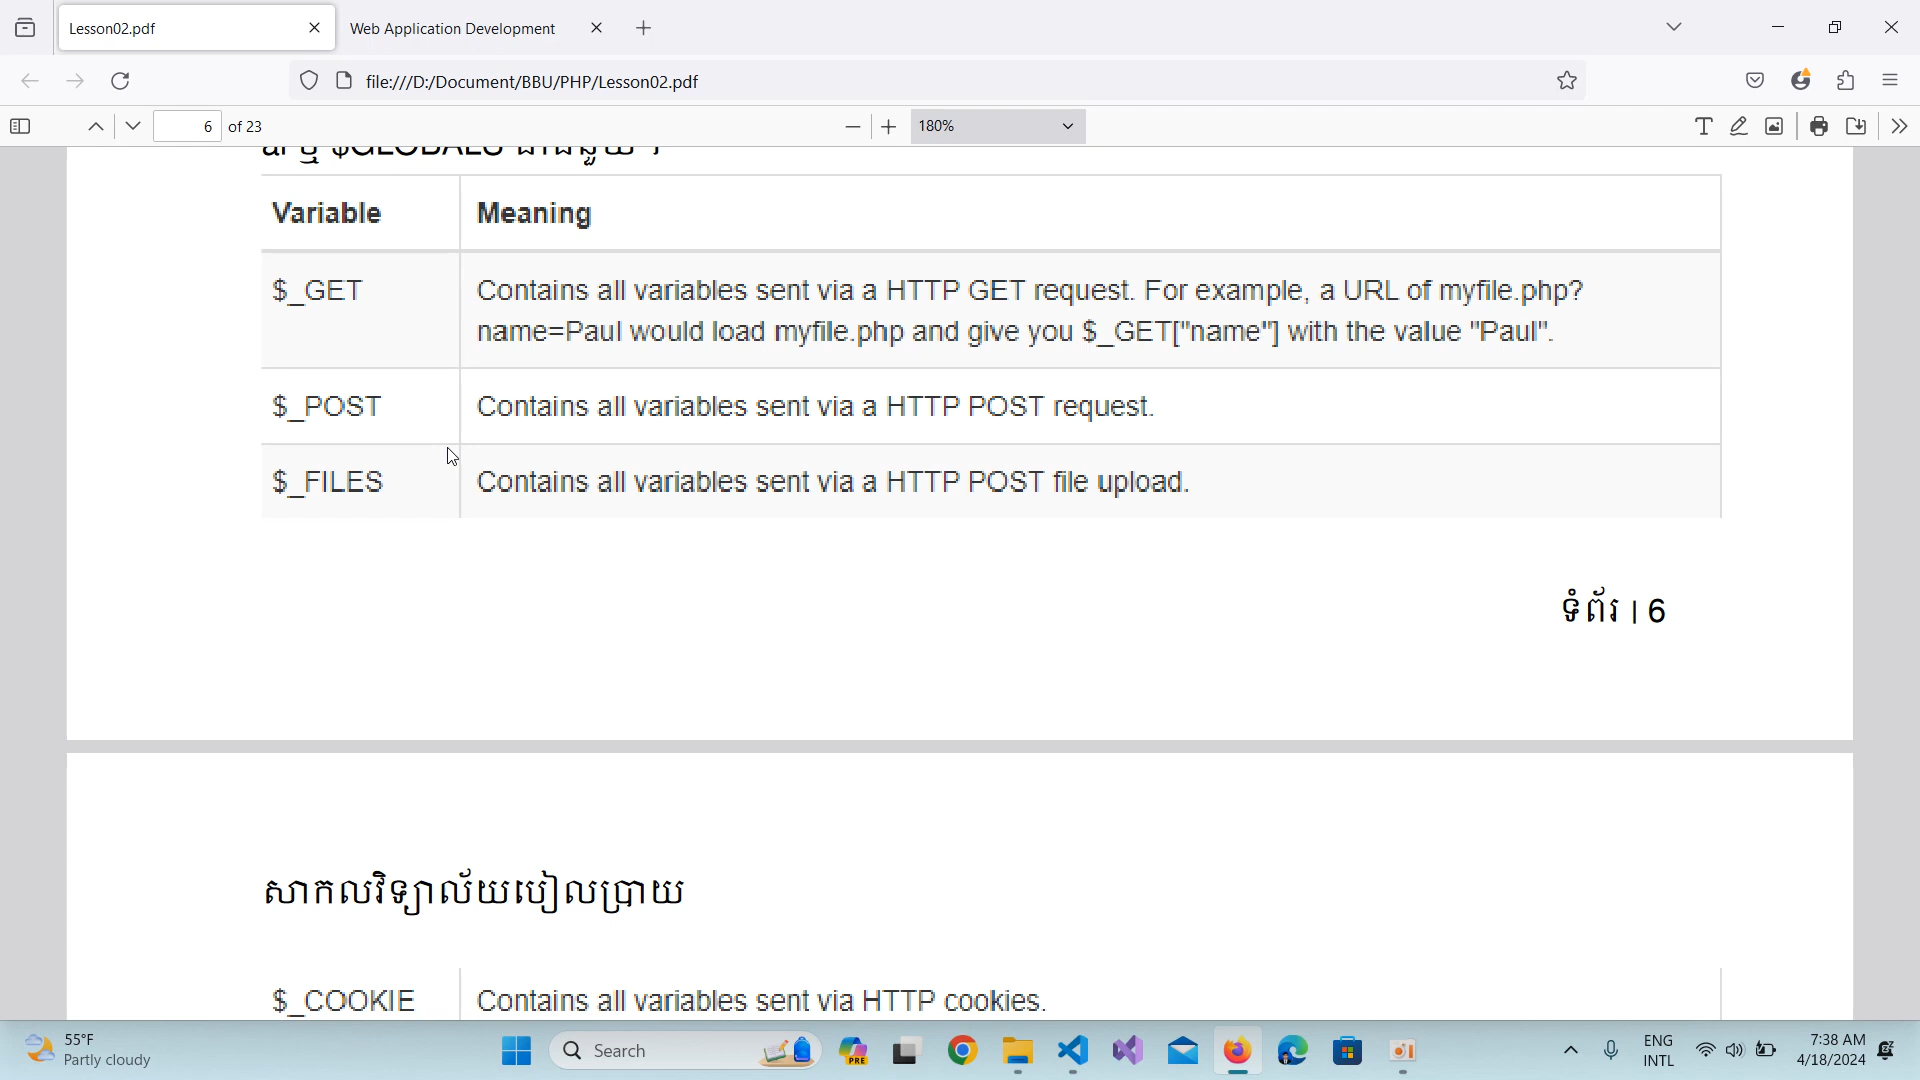 Lesson02.pdf
Web Application Development
file:///D:/Document/BBU/PHP/Lesson02.pdf
6 of 23
180%
Variable Meaning
$_GET Contains all variables sent via a HTTP GET request. For example, a URL of myfile.php?
name=Paul would load myfile.php and give you $_GET["name"] with the value "Paul".
$_POST Contains all variables sent via a HTTP POST request.
$_FILES Contains all variables sent via a HTTP POST file upload.
ទំព័រ | 6
សាកលវិទ្យាល័យបៀលប្រាយ
$_COOKIE Contains all variables sent via HTTP cookies.
55°F
Partly cloudy
Search
PRE
ENG
INTL
7:38 AM
4/18/2024